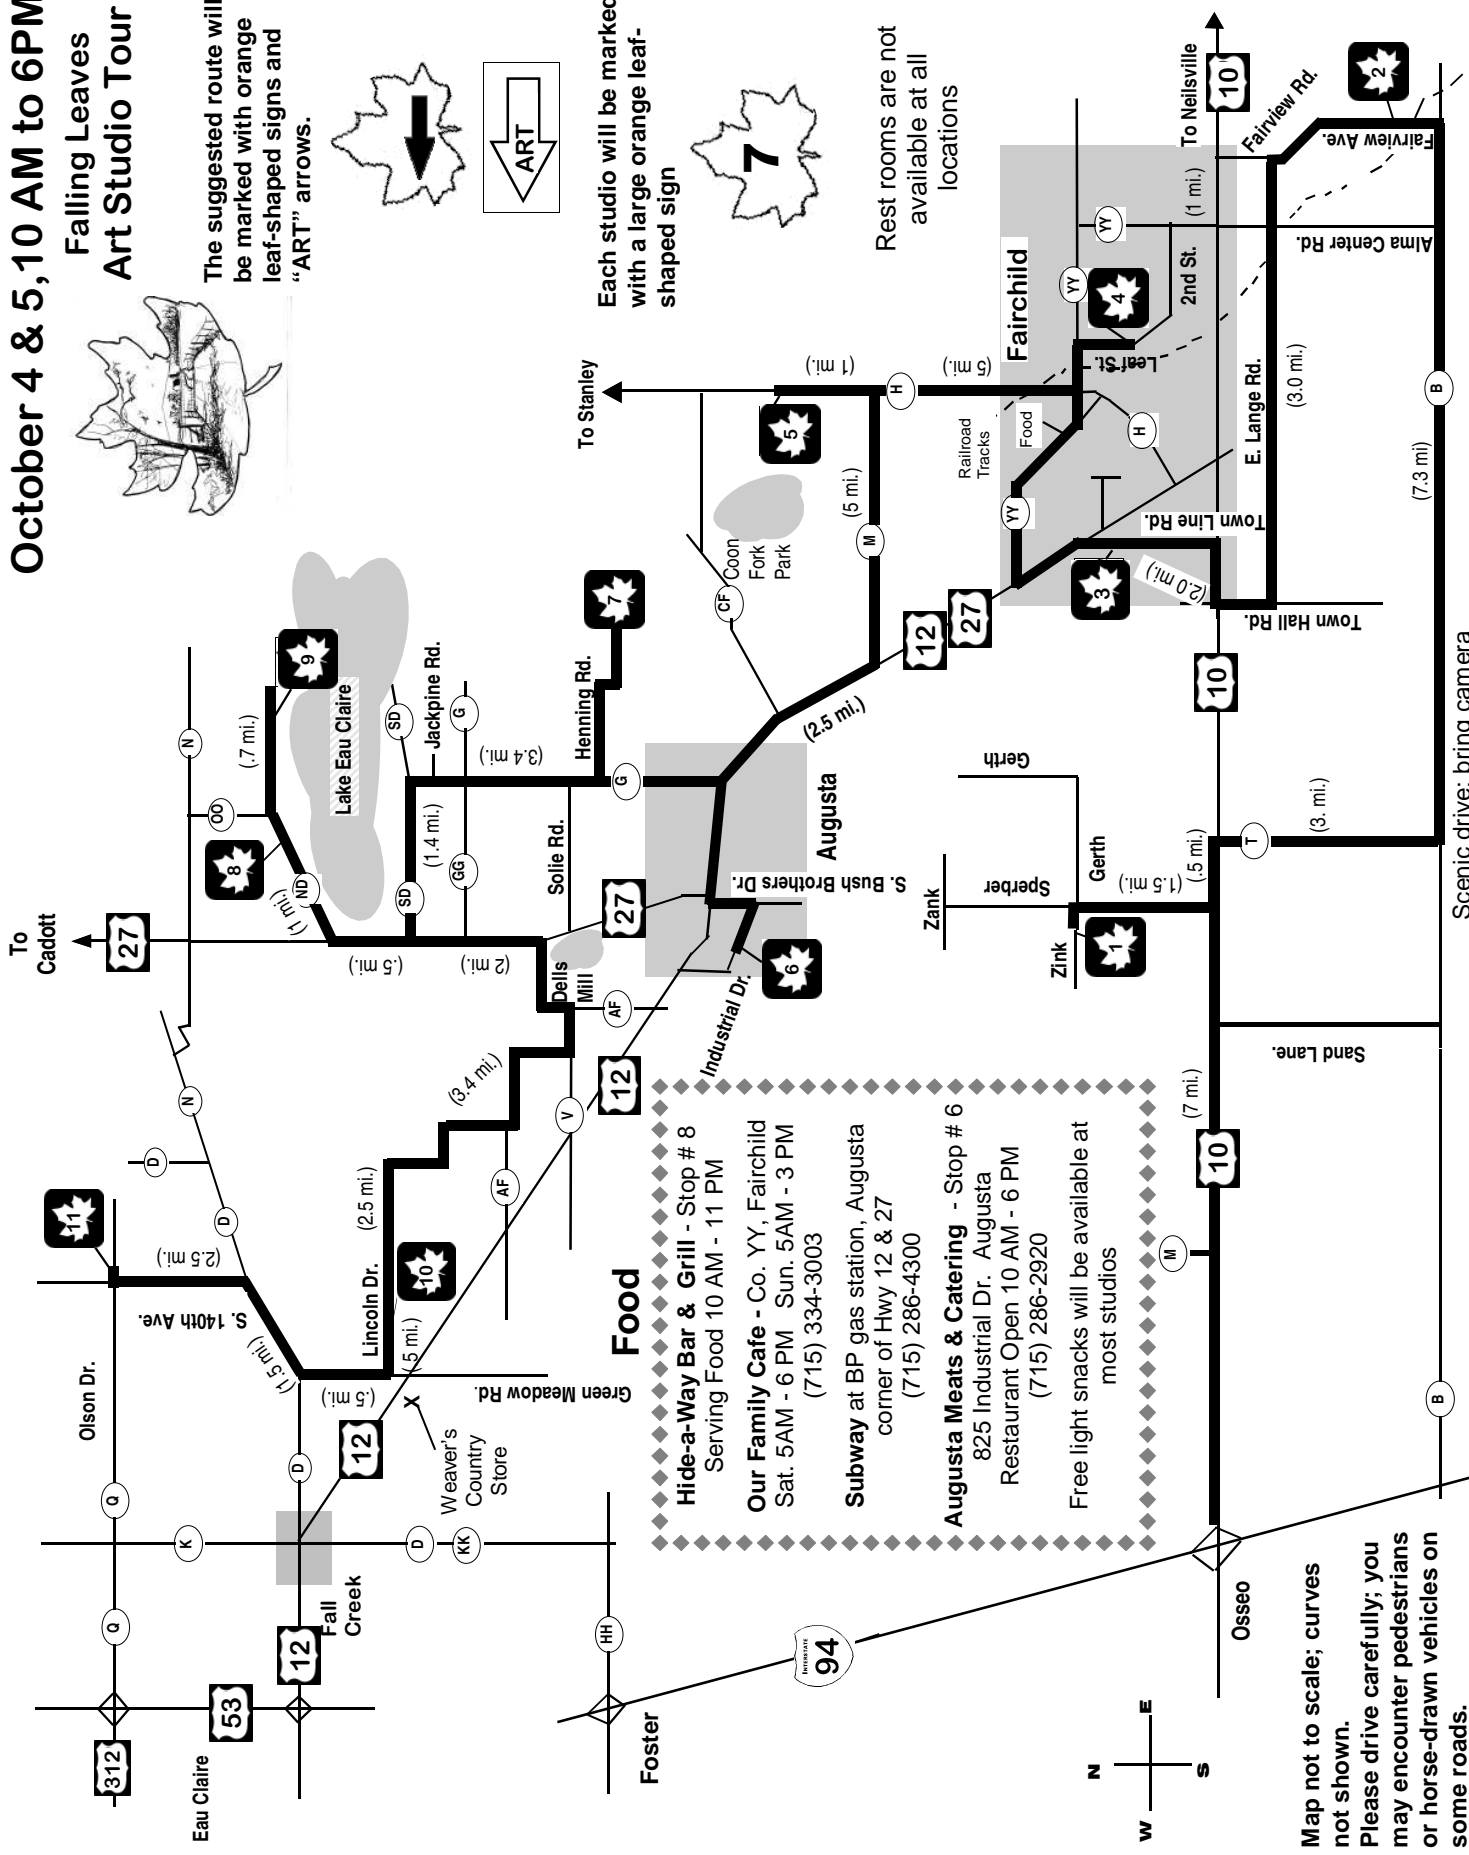 October 4 & 5,10 AM to 6PM
Falling Leaves
Art Studio Tour
The suggested route will
be marked with orange
leaf-shaped signs and
“ART” arrows.
ART
Each studio will be marked
with a large orange leaf-
shaped sign
7
Rest rooms are not
available at all
locations
To
Cadott
27
N
OO
(.7 mi.)
9
8
ND
(1 mi.)
Lake Eau Claire
(.5 mi.)
(2 mi.)
SD
(1.4 mi.)
SD
Jackpine Rd.
GG
G
(3.4 mi.)
Solie Rd.
Henning Rd.
7
G
27
Dells
Mill
AF
S. Bush Brothers Dr.
Augusta
6
Industrial Dr.
12
(2.5 mi.)
CF
Coon
Fork
Park
To Stanley
5
(1 mi.)
H
(5 mi.)
M
(5 mi.)
12
27
Fairchild
Railroad
Tracks
Food
YY
H
YY
YY
4
Leaf St.
2nd St.
3
Town Line Rd.
(2.0 mi.)
Town Hall Rd.
To Neilsville
10
(1 mi.)
Fairview Rd.
Fairview Ave.
2
Alma Center Rd.
E. Lange Rd.
(3.0 mi.)
B
(7.3 mi)
10
Gerth
Gerth
Zank
Sperber
Zink
1
(1.5 mi.)
(.5 mi.)
T
(3. mi.)
Scenic drive; bring camera
Sand Lane.
(7 mi.)
10
M
B
11
(2.5 mi.)
S. 140th Ave.
Olson Dr.
D
N
D
(1.5 mi.)
(.5 mi.)
Lincoln Dr.
(2.5 mi.)
10
(.5 mi.)
(3.4 mi.)
AF
V
Green Meadow Rd.
X
Weaver's
Country
Store
12
D
Q
K
D
KK
Fall
Creek
Q
12
53
312
Eau Claire
HH
Foster
INTERSTATE
94
Osseo
Food
Hide-a-Way Bar & Grill - Stop # 8
Serving Food 10 AM - 11 PM
Our Family Cafe - Co. YY, Fairchild
Sat. 5AM - 6 PM Sun. 5AM - 3 PM
(715) 334-3003
Subway at BP gas station, Augusta
corner of Hwy 12 & 27
(715) 286-4300
Augusta Meats & Catering - Stop # 6
825 Industrial Dr. Augusta
Restaurant Open 10 AM - 6 PM
(715) 286-2920
Free light snacks will be available at
most studios
N
W E
S
Map not to scale; curves
not shown.
Please drive carefully; you
may encounter pedestrians
or horse-drawn vehicles on
some roads.